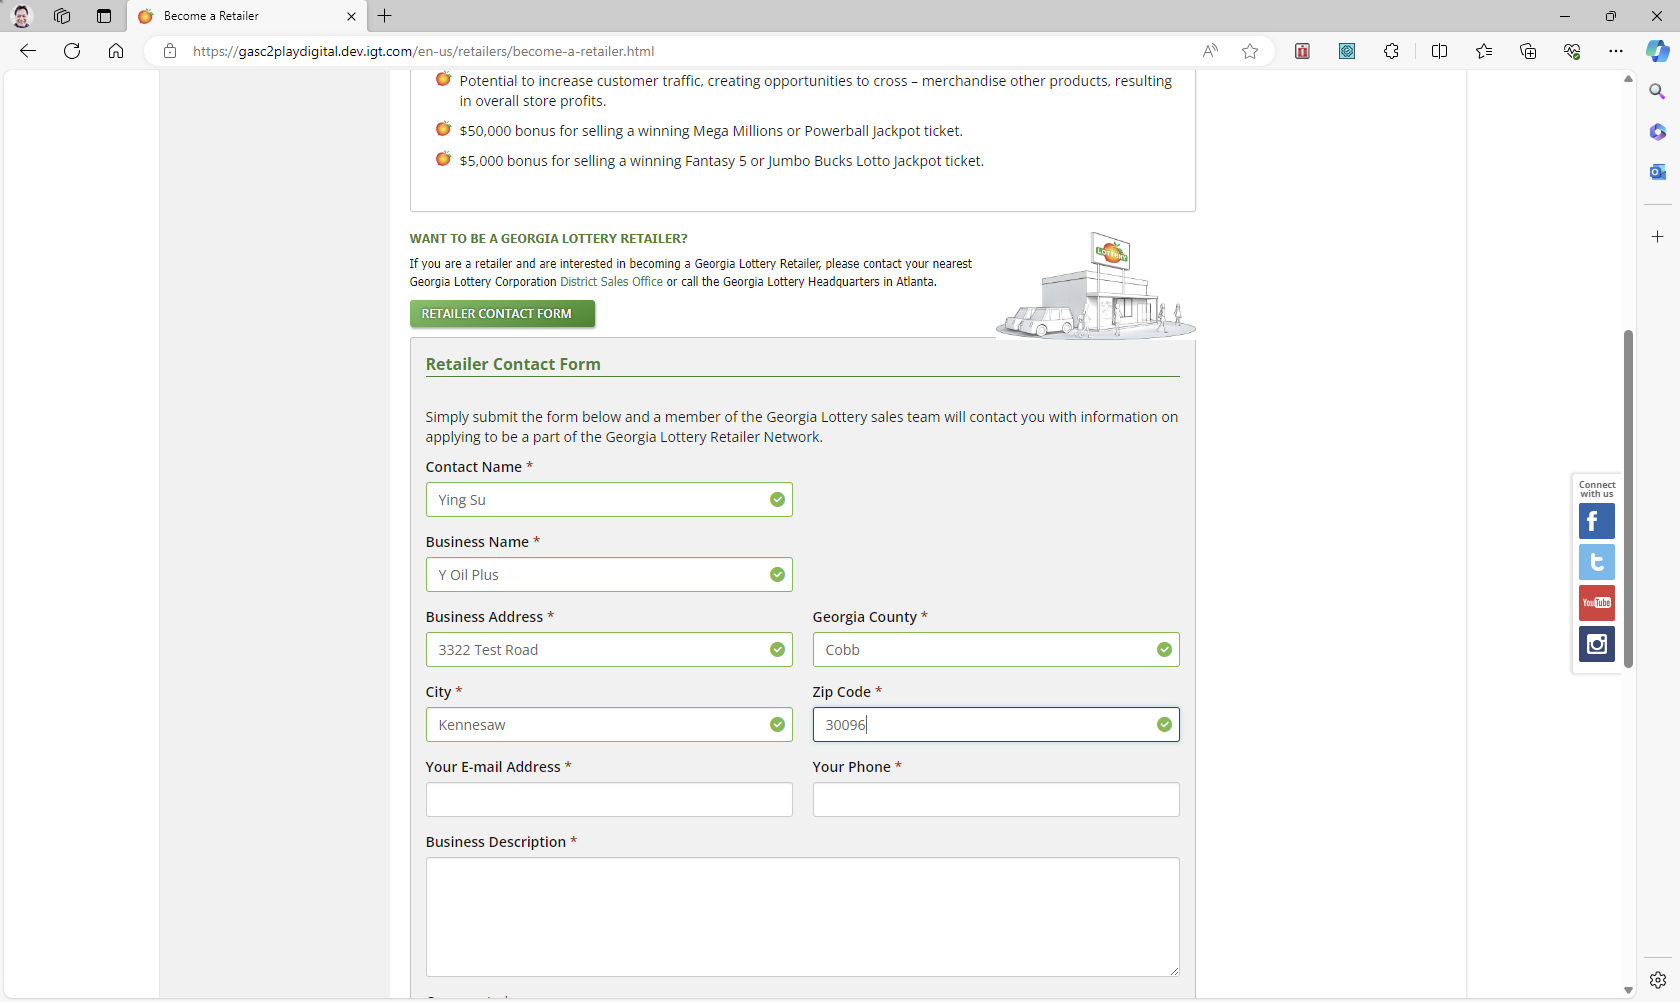 Become a Retailer
https://gasc2playdigital.dev.igt.com/en-us/retailers/become-a-retailer.html
Potential to increase customer traffic, creating opportunities to cross – merchandise other products, resulting
in overall store profits.
$50,000 bonus for selling a winning Mega Millions or Powerball Jackpot ticket.
$5,000 bonus for selling a winning Fantasy 5 or Jumbo Bucks Lotto Jackpot ticket.
WANT TO BE A GEORGIA LOTTERY RETAILER?
If you are a retailer and are interested in becoming a Georgia Lottery Retailer, please contact your nearest
Georgia Lottery Corporation District Sales Office or call the Georgia Lottery Headquarters in Atlanta.
LOTTERY
RETAILER CONTACT FORM
Retailer Contact Form
Simply submit the form below and a member of the Georgia Lottery sales team will contact you with information on
applying to be a part of the Georgia Lottery Retailer Network.
Contact Name *
Ying Su
Business Name *
Y Oil Plus
Business Address *
Georgia County *
3322 Test Road
Cobb
City *
Zip Code *
Kennesaw
30096
Your E-mail Address *
Your Phone *
Business Description *
Connect
with us
YouTube